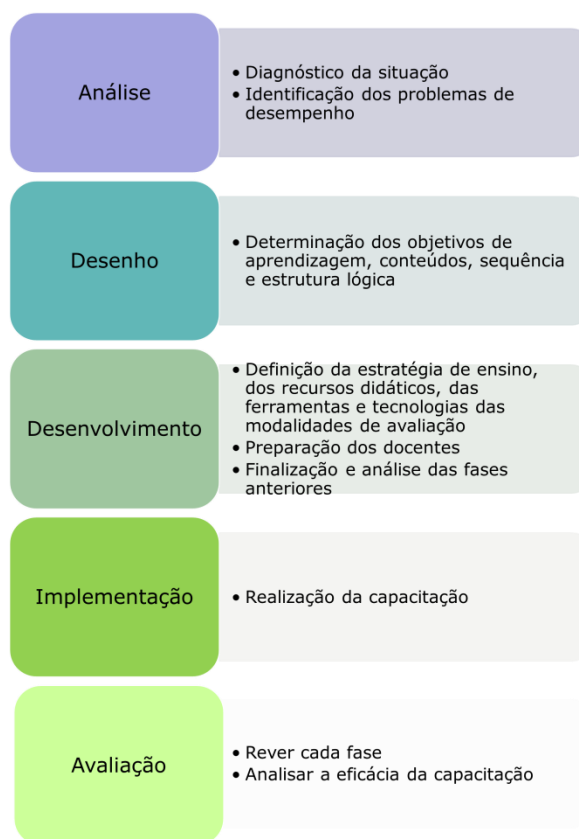 Análise
• Diagnóstico da situação
• Identificação dos problemas de
desempenho
Desenho
• Determinação dos objetivos de
aprendizagem, conteúdos, sequência
e estrutura lógica
Desenvolvimento
• Definição da estratégia de ensino,
dos recursos didáticos, das
ferramentas e tecnologias das
modalidades de avaliação
• Preparação dos docentes
• Finalização e análise das fases
anteriores
Implementação
• Realização da capacitação
Avaliação
• Rever cada fase
• Analisar a eficácia da capacitação